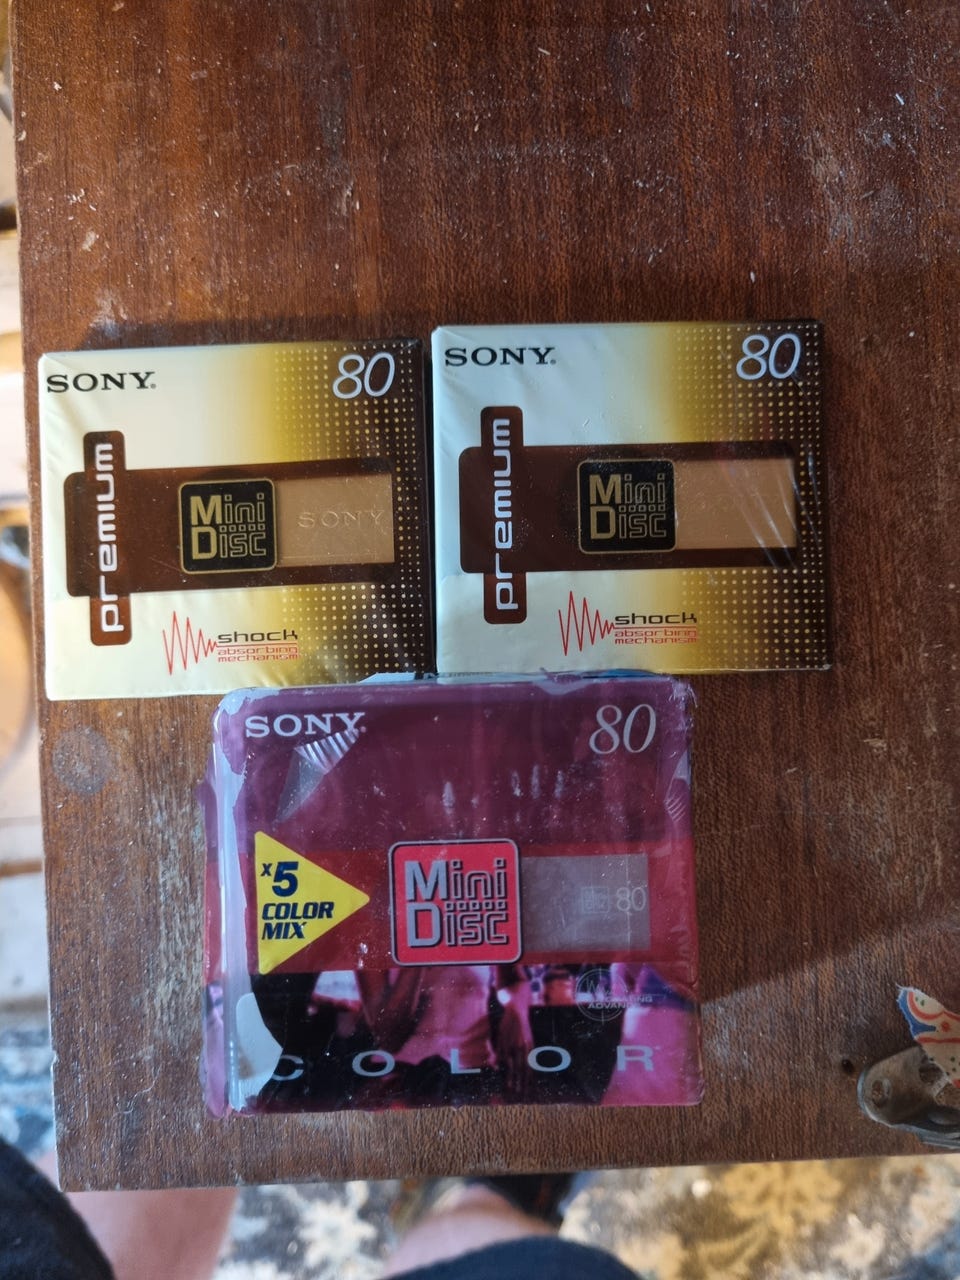 SONY®
80
premium
Mini
Disc
SONY
shock
absorbing
mechanism
SONY®
80
premium
Mini
Disc
shock
absorbing
mechanism
SONY®
80
x5
COLOR
MIX
Mini
Disc
80
COLOR